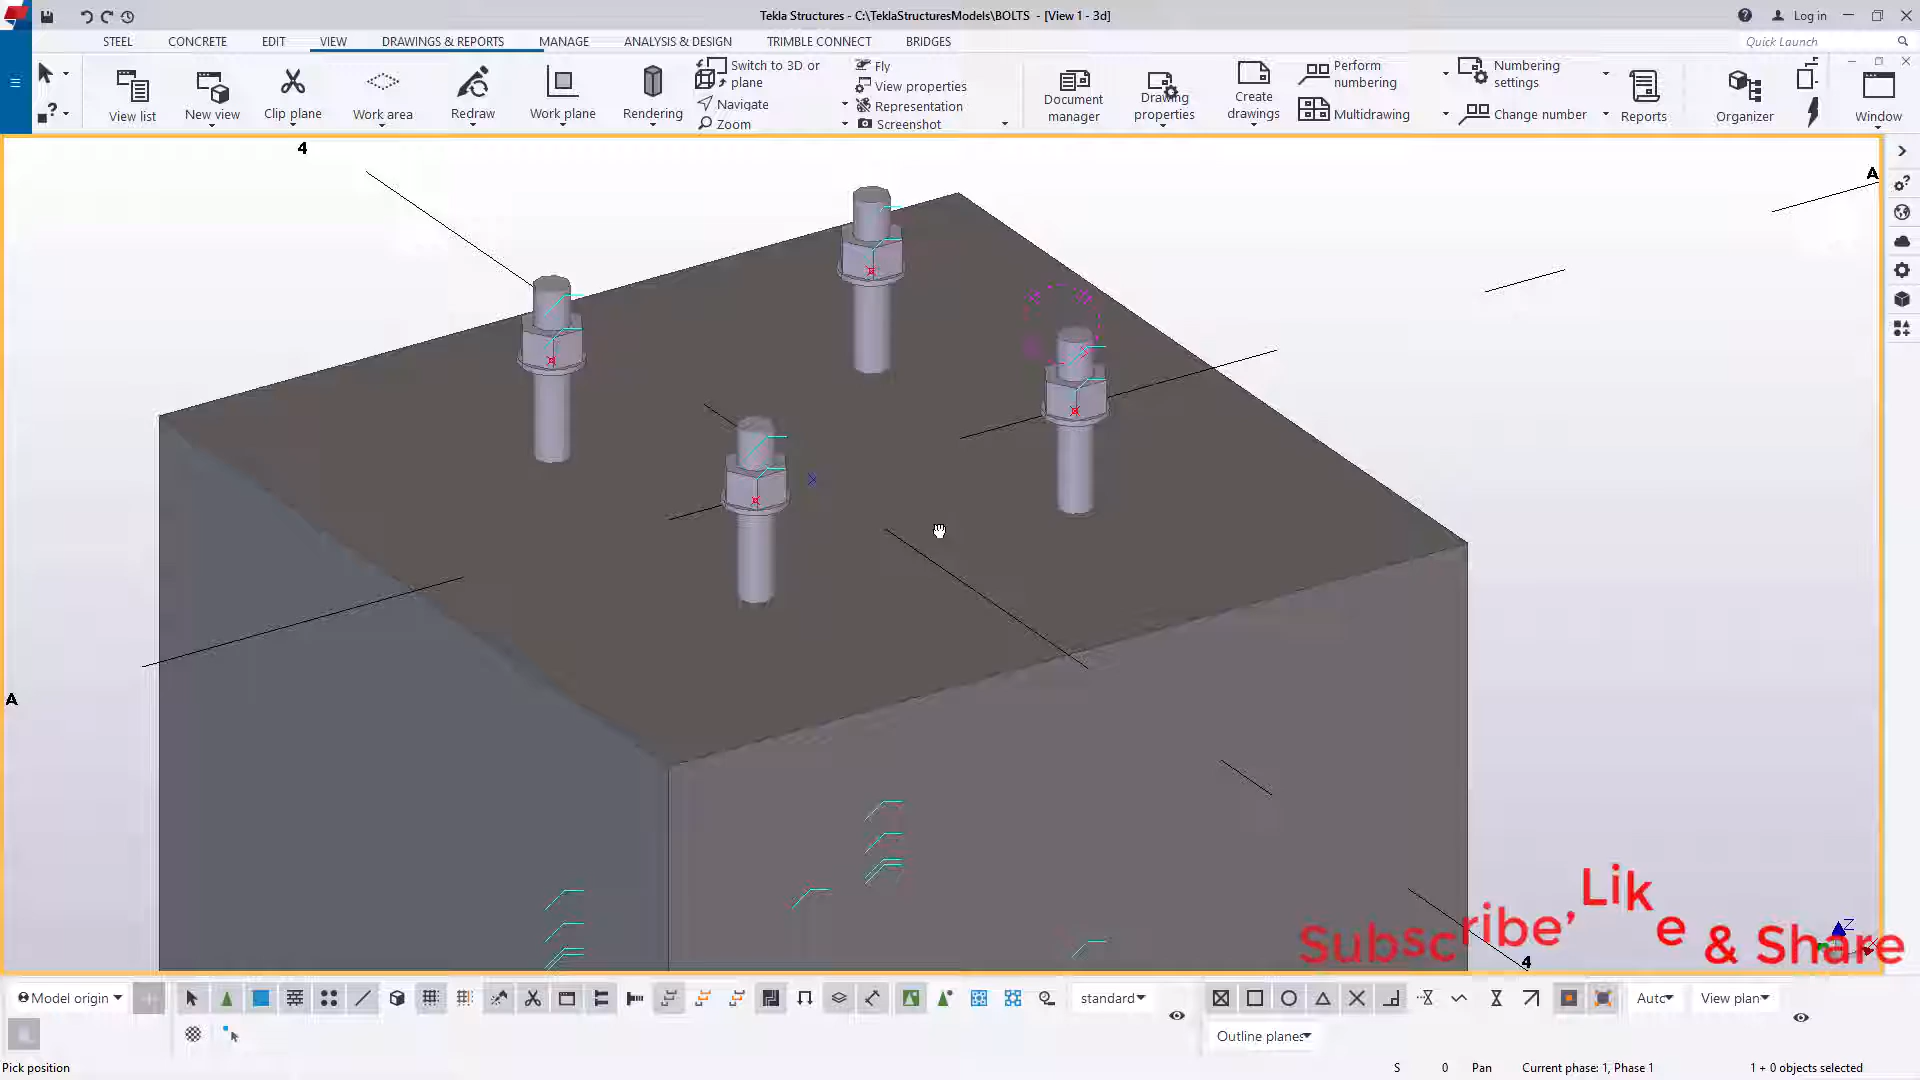 Tekla Structures - C:\TeklaStructuresModels\BOLTS - [View 1 - 3d]
Log in
STEEL CONCRETE EDIT VIEW DRAWINGS & REPORTS MANAGE ANALYSIS & DESIGN TRIMBLE CONNECT BRIDGES
Quick Launch
View list
New view
Clip plane
Work area
Redraw
Work plane
Rendering
Switch to 3D or plane
Navigate
Zoom
Fly
View properties
Representation
Screenshot
Document manager
Drawing properties
Create drawings
Perform numbering
Multidrawing
Numbering settings
Change number
Reports
Organizer
Window
4
A
A
4
Z
Subscribe, Like & Share
Model origin
standard
Auto
View plan
Outline planes
Pick position
S 0 Pan Current phase: 1, Phase 1 1 + 0 objects selected